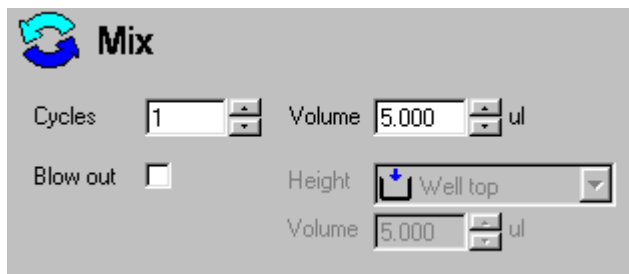 Mix
Cycles 1 Volume 5.000 ul
Blow out Height Well top
Volume 5.000 ul